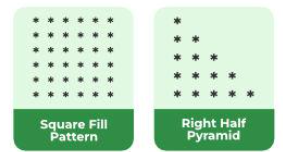 * * * * * *
* * * * * *
* * * * * *
* * * * * *
* * * * * *
* * * * * *
Square Fill
Pattern
*
* *
* * *
* * * *
* * * * *
Right Half
Pyramid